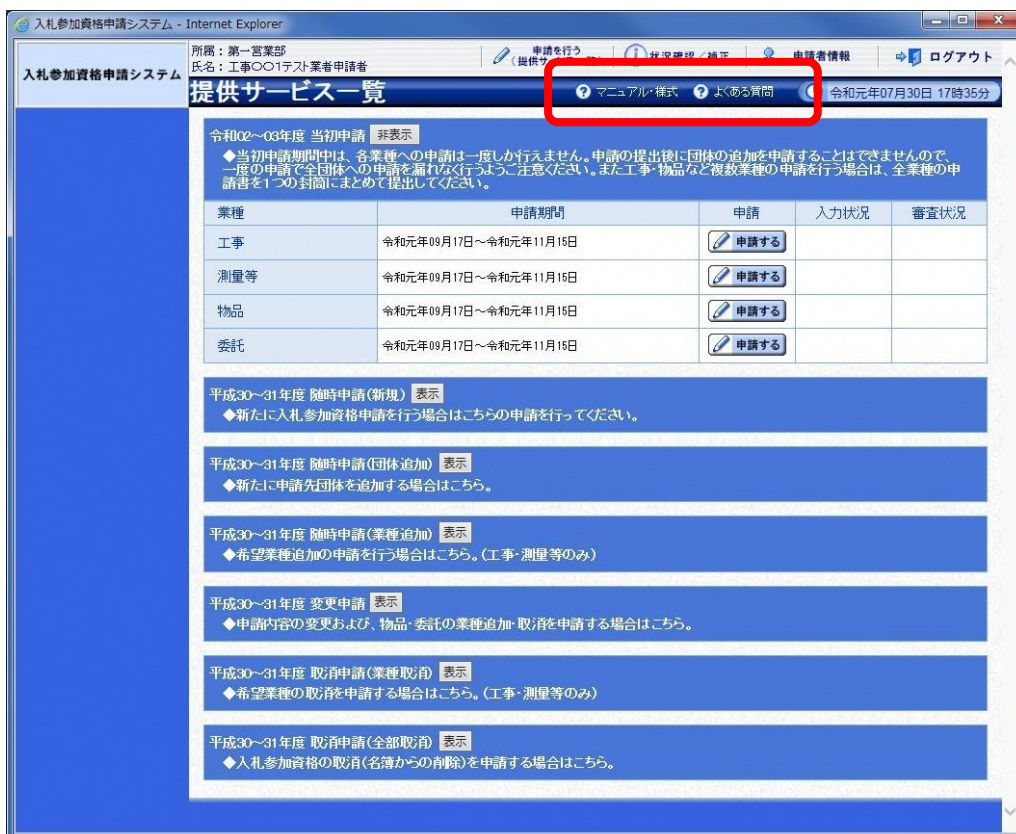 入札参加資格申請システム - Internet Explorer
入札参加資格申請システム
所属：第一営業部
氏名：工事〇〇1テスト業者申請者
申請を行う
申請者情報
ログアウト
提供サービス一覧
マニュアル・様式
よくある質問
令和元年07月30日 17時35分
令和02～03年度 当初申請 非表示
◆当初申請期間中は、各業種への申請は一度しか行えません。申請の提出後に団体の追加を申請することはできませんので、
一度の申請で全団体への申請を漏れなく行うようご注意ください。また工事・物品など複数業種の申請を行う場合は、全業種の申
請書を1つの封筒にまとめて提出してください。
業種 申請期間 申請 入力状況 審査状況
工事 令和元年09月17日～令和元年11月15日 申請する
測量等 令和元年09月17日～令和元年11月15日 申請する
物品 令和元年09月17日～令和元年11月15日 申請する
委託 令和元年09月17日～令和元年11月15日 申請する
平成30～31年度 随時申請(新規) 表示
◆新たに入札参加資格申請を行う場合はこちらの申請を行ってください。
平成30～31年度 随時申請(団体追加) 表示
◆新たに申請先団体を追加する場合はこちら。
平成30～31年度 随時申請(業種追加) 表示
◆希望業種追加の申請を行う場合はこちら。(工事・測量等のみ)
平成30～31年度 変更申請 表示
◆申請内容の変更および、物品・委託の業種追加・取消を申請する場合はこちら。
平成30～31年度 取消申請(業種取消) 表示
◆希望業種の取消を申請する場合はこちら。(工事・測量等のみ)
平成30～31年度 取消申請(全部取消) 表示
◆入札参加資格の取消(名簿からの削除)を申請する場合はこちら。